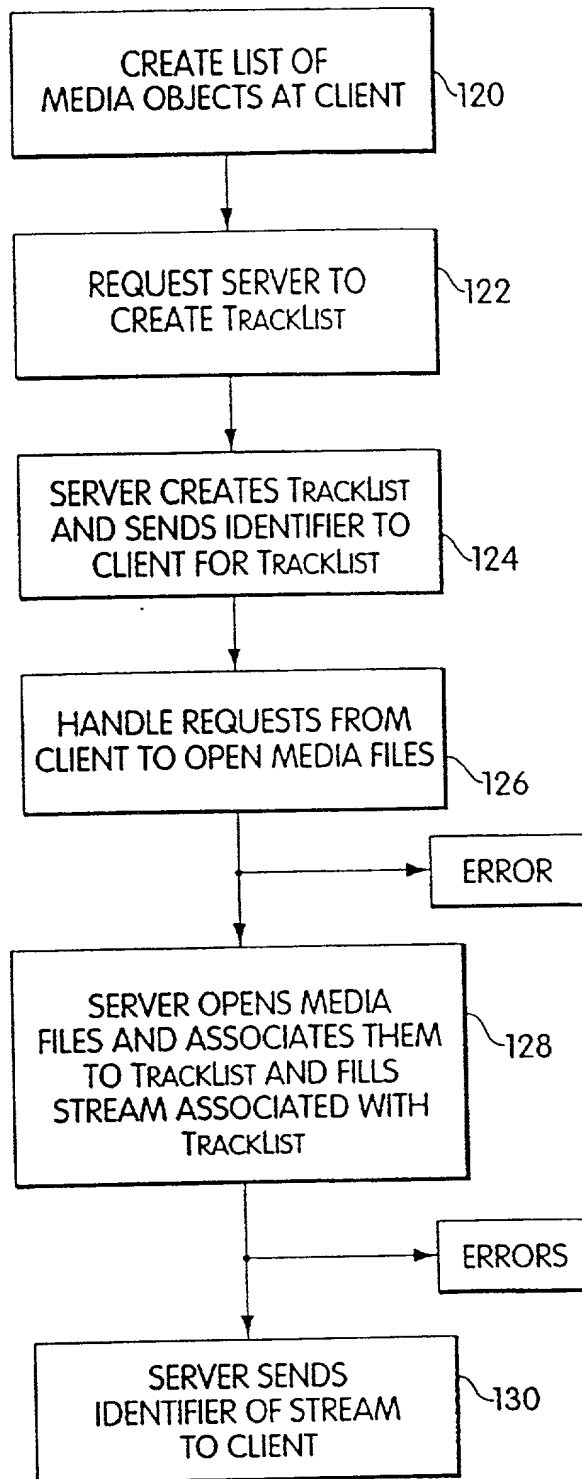 CREATE LIST OF
MEDIA OBJECTS AT CLIENT
120
REQUEST SERVER TO
CREATE TRACKLIST
122
SERVER CREATES TRACKLIST
AND SENDS IDENTIFIER TO
CLIENT FOR TRACKLIST
124
HANDLE REQUESTS FROM
CLIENT TO OPEN MEDIA FILES
126
ERROR
SERVER OPENS MEDIA
FILES AND ASSOCIATES THEM
TO TRACKLIST AND FILLS
STREAM ASSOCIATED WITH
TRACKLIST
128
ERRORS
SERVER SENDS
IDENTIFIER OF STREAM
TO CLIENT
130